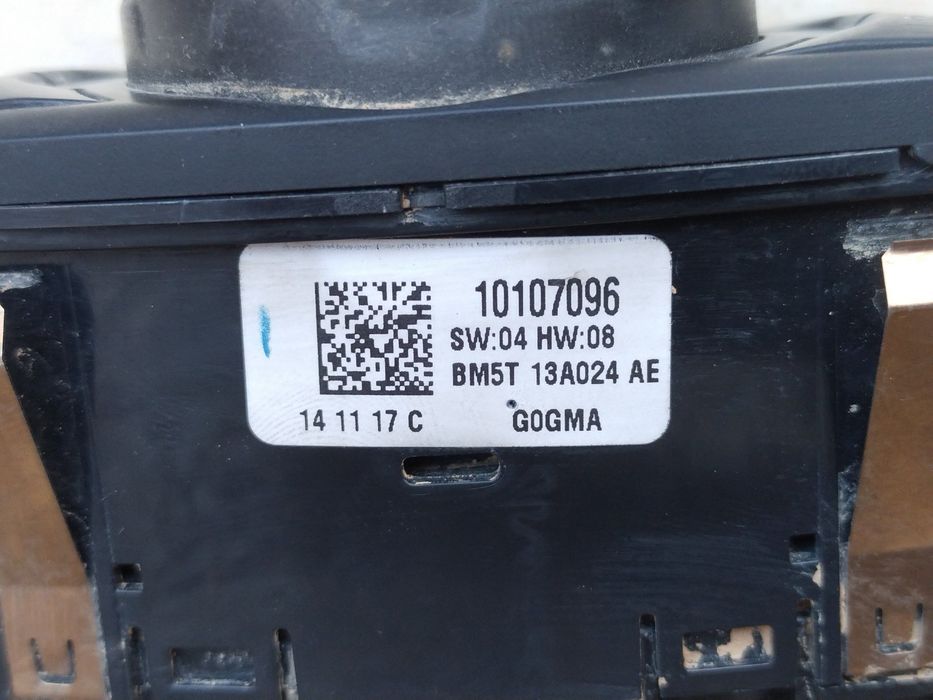 10107096
SW:04 HW:08
BM5T 13A024 AE
14 11 17 C G0GMA